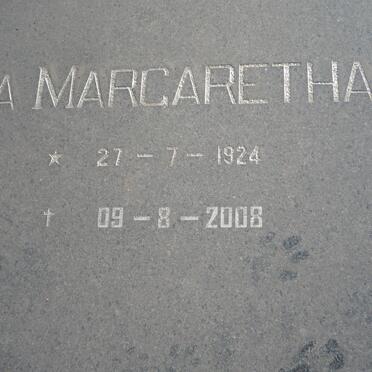 A MARGARETHA
* 27 - 7 - 1924
† 09 - 8 - 2008